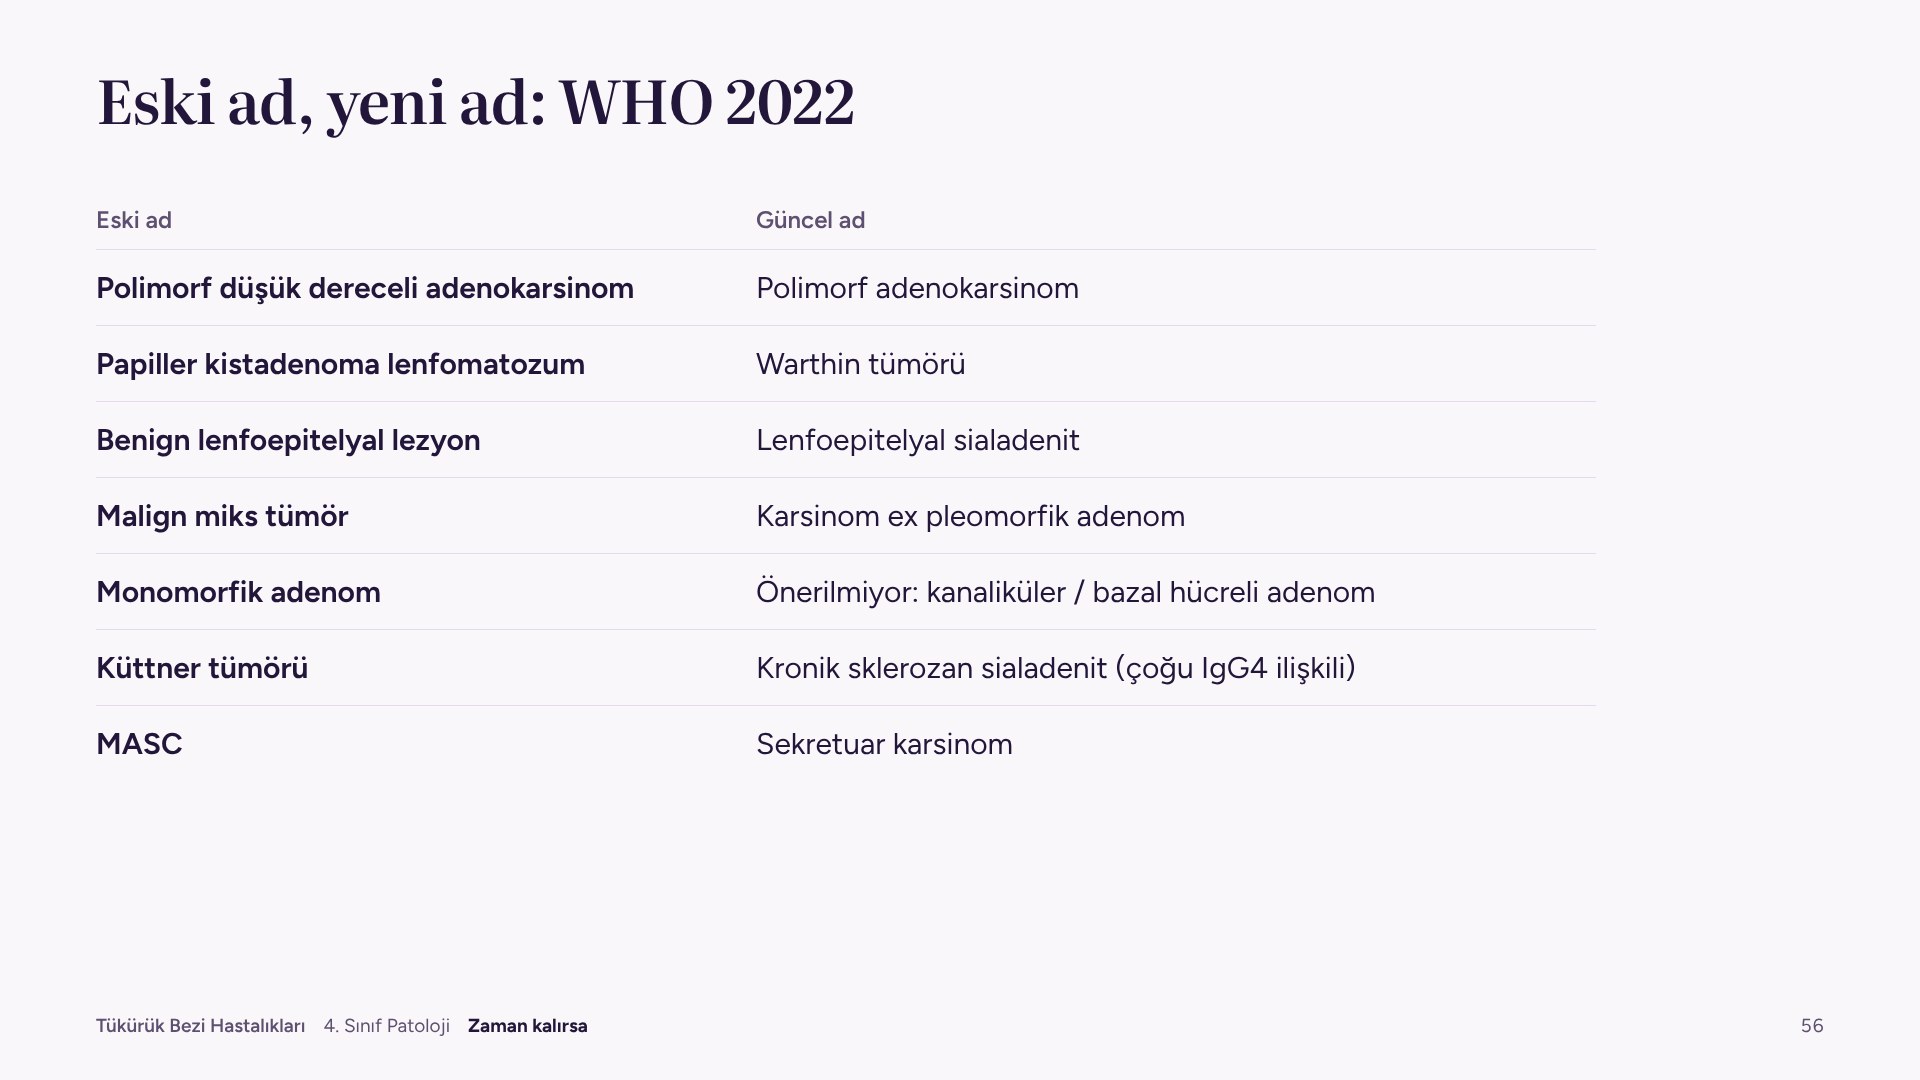 Eski ad, yeni ad: WHO 2022
Eski ad Güncel ad
Polimorf düşük dereceli adenokarsinom Polimorf adenokarsinom
Papiller kistadenoma lenfomatozum Warthin tümörü
Benign lenfoepitelyal lezyon Lenfoepitelyal sialadenit
Malign miks tümör Karsinom ex pleomorfik adenom
Monomorfik adenom Önerilmiyor: kanaliküler / bazal hücreli adenom
Küttner tümörü Kronik sklerozan sialadenit (çoğu IgG4 ilişkili)
MASC Sekretuar karsinom
Tükürük Bezi Hastalıkları 4. Sınıf Patoloji Zaman kalırsa 56